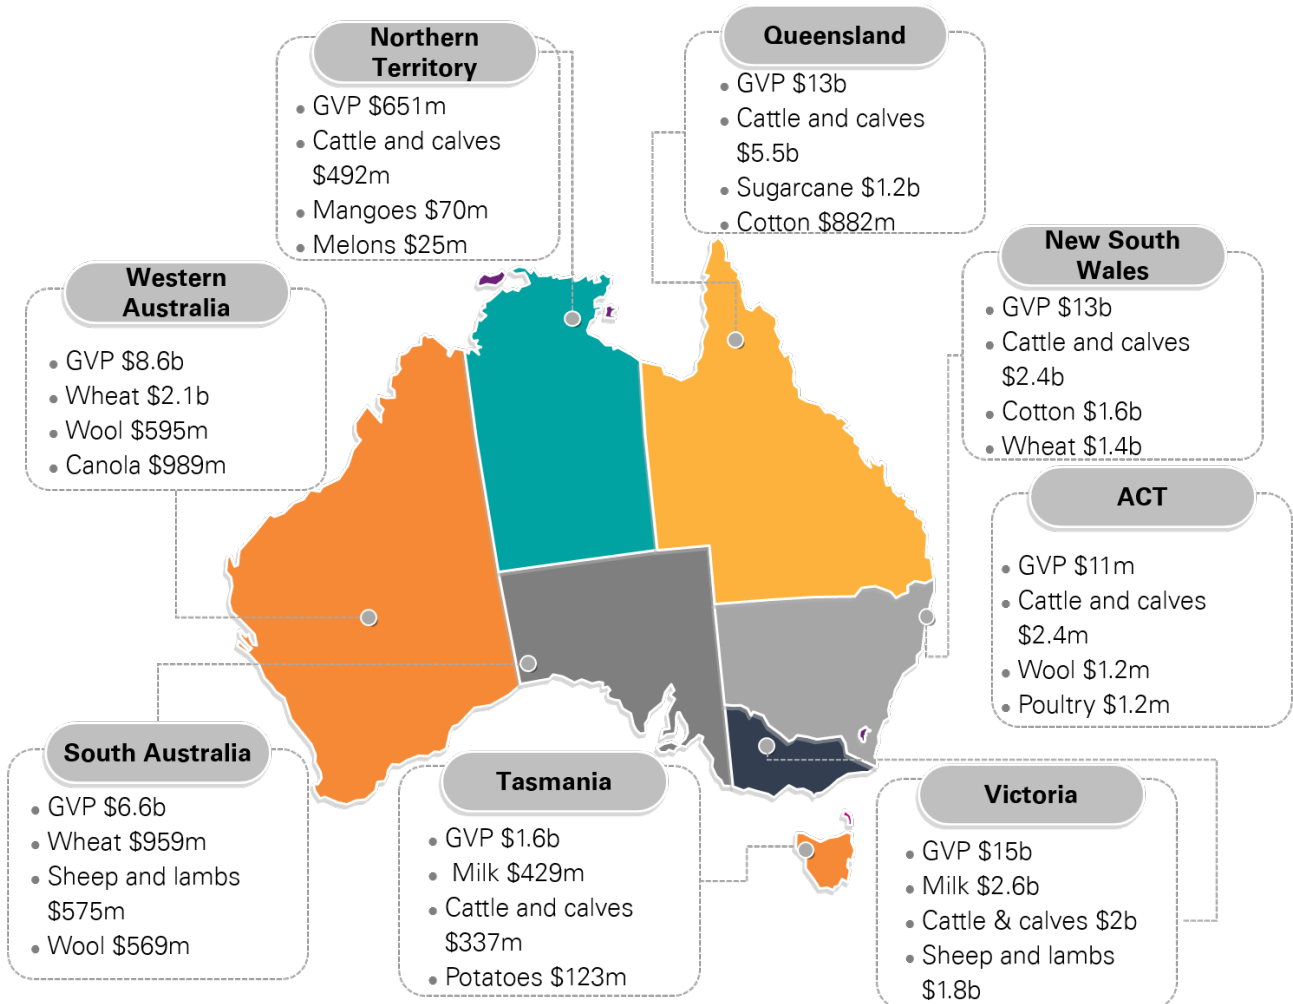 Northern
Territory
GVP $651m
Cattle and calves
$492m
Mangoes $70m
Melons $25m
Queensland
GVP $13b
Cattle and calves
$5.5b
Sugarcane $1.2b
Cotton $882m
New South
Wales
GVP $13b
Cattle and calves
$2.4b
Cotton $1.6b
Wheat $1.4b
Western
Australia
GVP $8.6b
Wheat $2.1b
Wool $595m
Canola $989m
ACT
GVP $11m
Cattle and calves
$2.4m
Wool $1.2m
Poultry $1.2m
South Australia
GVP $6.6b
Wheat $959m
Sheep and lambs
$575m
Wool $569m
Tasmania
GVP $1.6b
Milk $429m
Cattle and calves
$337m
Potatoes $123m
Victoria
GVP $15b
Milk $2.6b
Cattle & calves $2b
Sheep and lambs
$1.8b